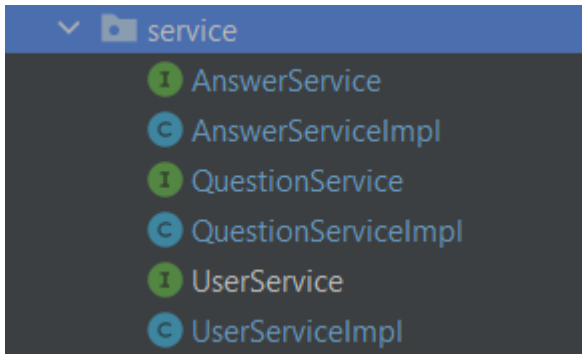 service
I AnswerService
C AnswerServiceImpl
I QuestionService
C QuestionServiceImpl
I UserService
C UserServiceImpl